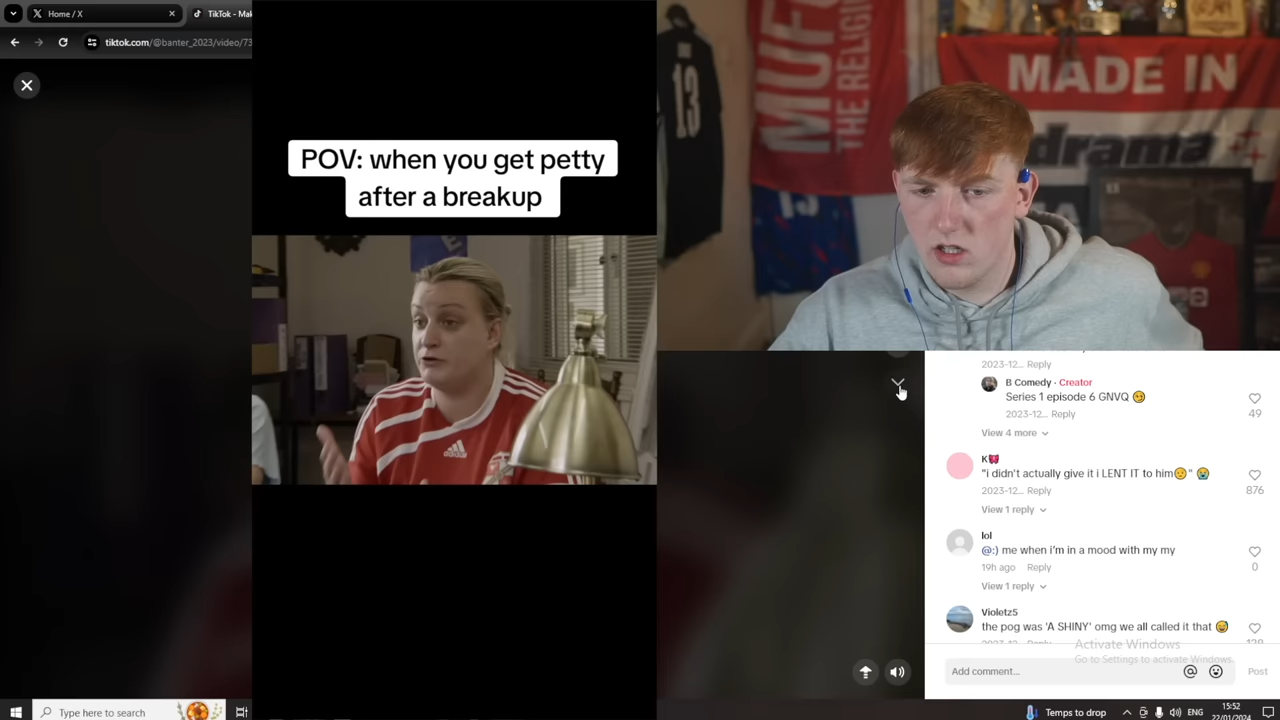 Home / X
TikTok - Mak
tiktok.com/@banter_2023/video/73
POV: when you get petty
after a breakup
13
MUFC
THE RELIGI
MADE IN
drama
2023-12... Reply
B Comedy · Creator
Series 1 episode 6 GNVQ 😏
2023-12... Reply
49
View 4 more
K🎀
"i didn't actually give it i LENT IT to him🫡" 😭
2023-12... Reply
876
View 1 reply
lol
@:) me when i'm in a mood with my my
19h ago Reply
0
View 1 reply
Violetz5
the pog was 'A SHINY' omg we all called it that 😅
Activate Windows
Go to Settings to activate Windows.
Add comment...
Post
Type here to search
Temps to drop
ENG
15:52
22/01/2024